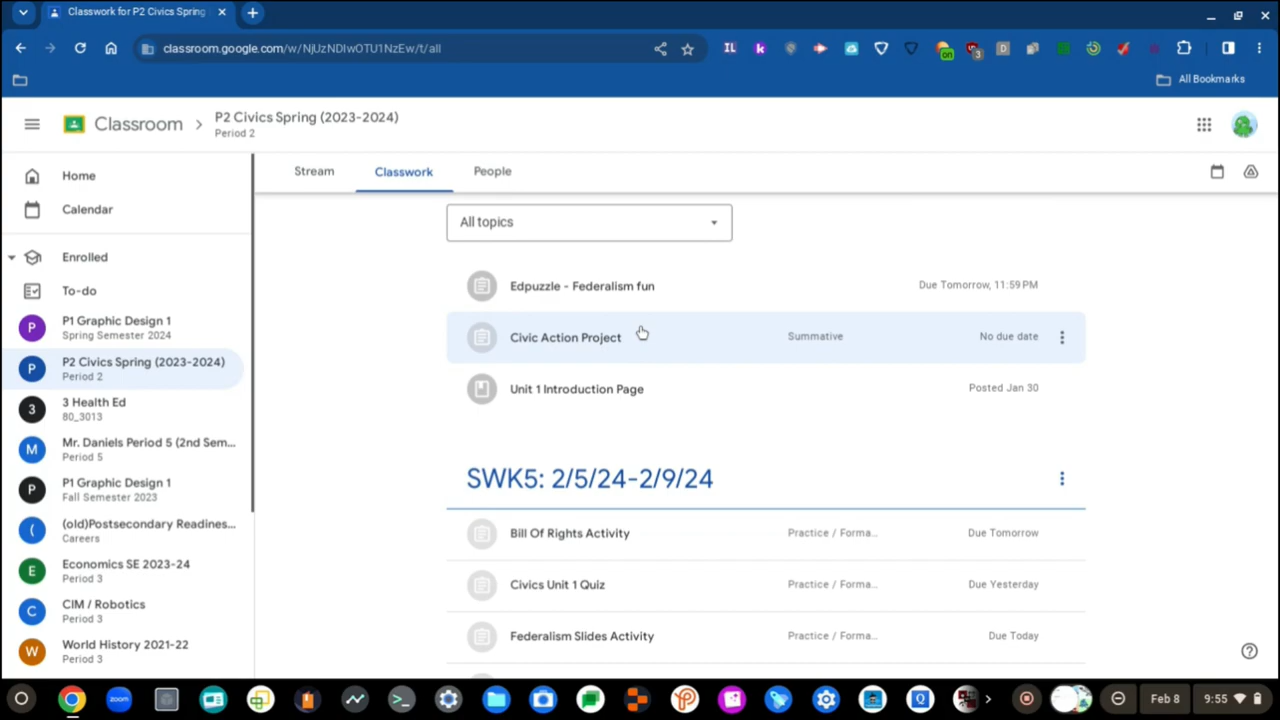 Classwork for P2 Civics Spring
classroom.google.com/w/NjUzNDIwOTU1NzEw/t/all
IL
k
on
3
D
All Bookmarks
Classroom
P2 Civics Spring (2023-2024)
Period 2
Home
Calendar
Enrolled
To-do
P
P1 Graphic Design 1
Spring Semester 2024
P
P2 Civics Spring (2023-2024)
Period 2
3
3 Health Ed
80_3013
M
Mr. Daniels Period 5 (2nd Sem...
Period 5
P
P1 Graphic Design 1
Fall Semester 2023
(
(old)Postsecondary Readines...
Careers
E
Economics SE 2023-24
Period 3
C
CIM / Robotics
Period 3
W
World History 2021-22
Period 3
Stream
Classwork
People
All topics
Edpuzzle - Federalism fun
Due Tomorrow, 11:59 PM
Civic Action Project
Summative
No due date
Unit 1 Introduction Page
Posted Jan 30
SWK5: 2/5/24-2/9/24
Bill Of Rights Activity
Practice / Forma...
Due Tomorrow
Civics Unit 1 Quiz
Practice / Forma...
Due Yesterday
Federalism Slides Activity
Practice / Forma...
Due Today
zoom
Q
Feb 8
9:55